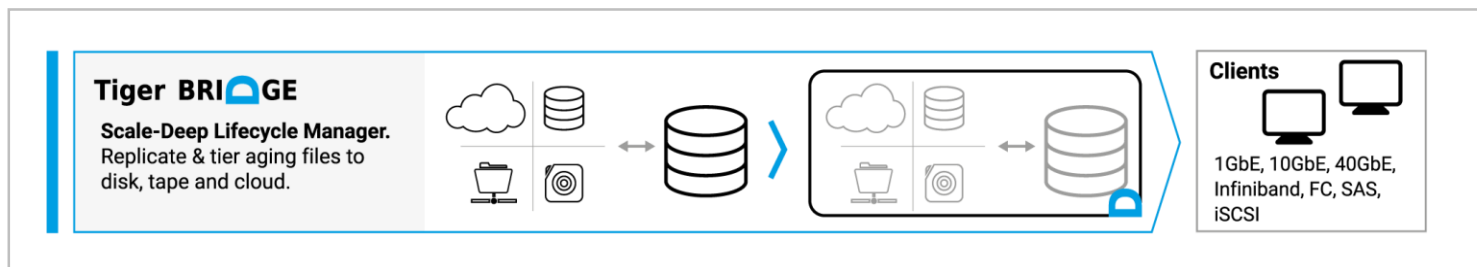 Tiger BRIDGE
Scale-Deep Lifecycle Manager.
Replicate & tier aging files to
disk, tape and cloud.
D
Clients
1GbE, 10GbE, 40GbE,
Infiniband, FC, SAS,
iSCSI